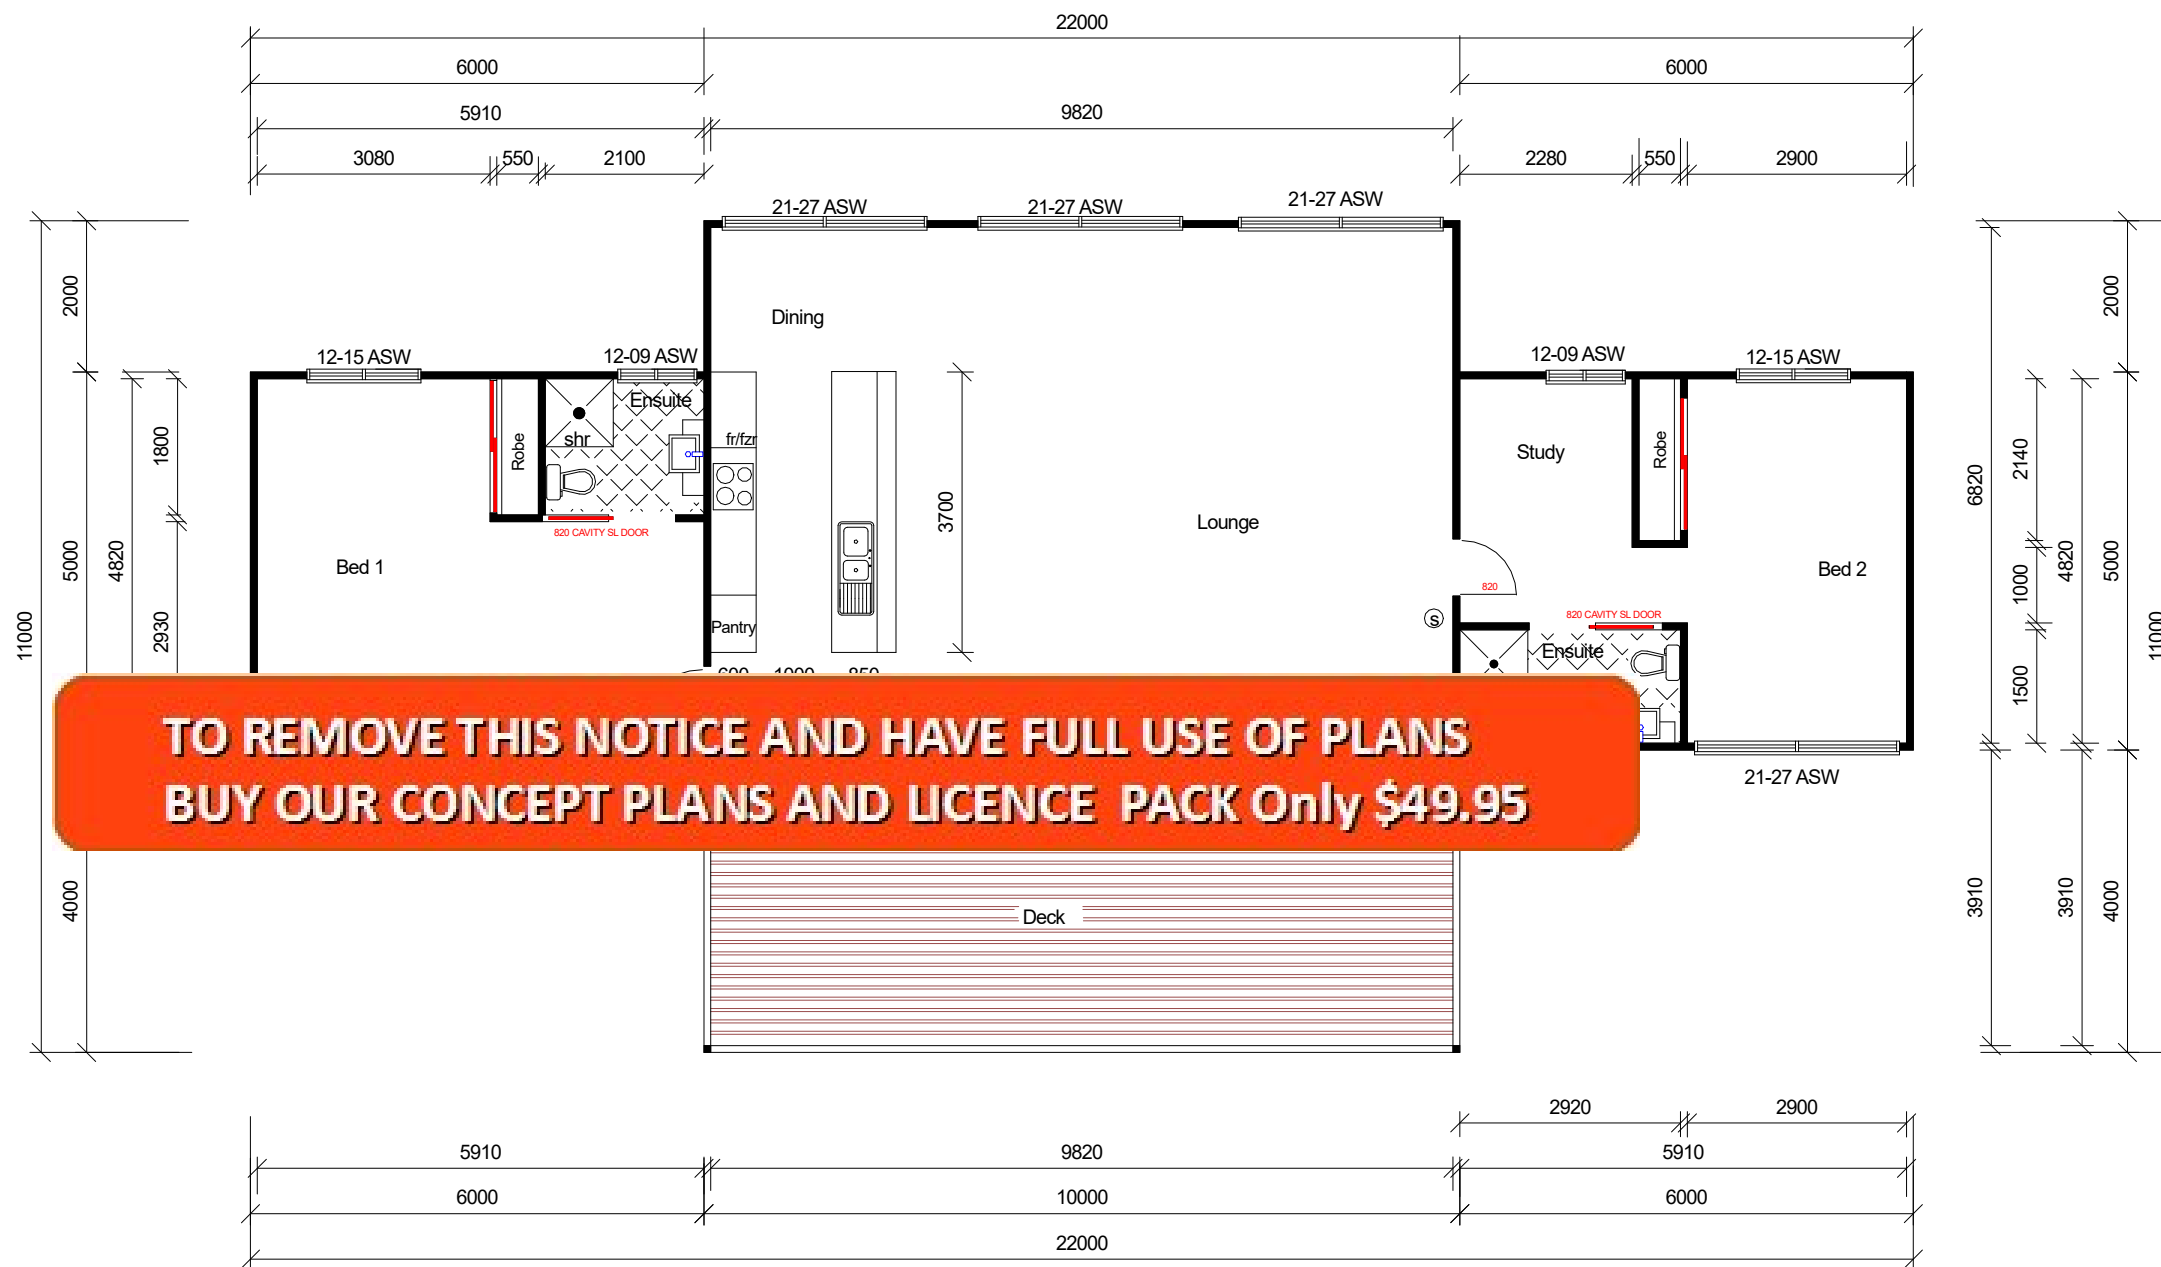 22000
6000
6000
5910
9820
3080
550
2100
2280
550
2900
21-27 ASW
21-27 ASW
21-27 ASW
2000
2000
Dining
12-15 ASW
12-09 ASW
12-09 ASW
12-15 ASW
Ensuite
shr
Robe
fr/fzr
Study
Robe
1800
2140
6820
3700
Lounge
820 CAVITY SL DOOR
Bed 1
Bed 2
5000
4820
4820
5000
1000
820
820 CAVITY SL DOOR
S
11000
2930
Pantry
Ensuite
11000
1500
600
1000
850
TO REMOVE THIS NOTICE AND HAVE FULL USE OF PLANS
BUY OUR CONCEPT PLANS AND LICENCE PACK Only $49.95
21-27 ASW
4000
Deck
3910
3910
4000
2920
2900
5910
9820
5910
6000
10000
6000
22000